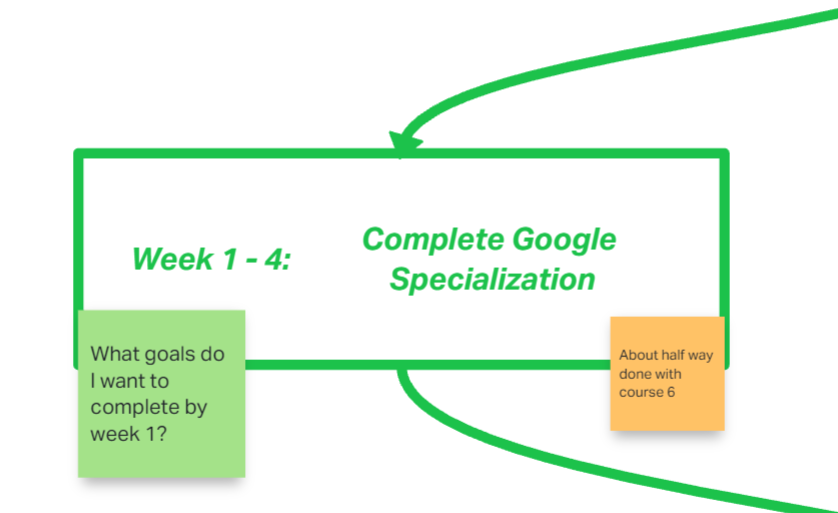 Week 1 - 4:
Complete Google
Specialization
What goals do
I want to
complete by
week 1?
About half way
done with
course 6